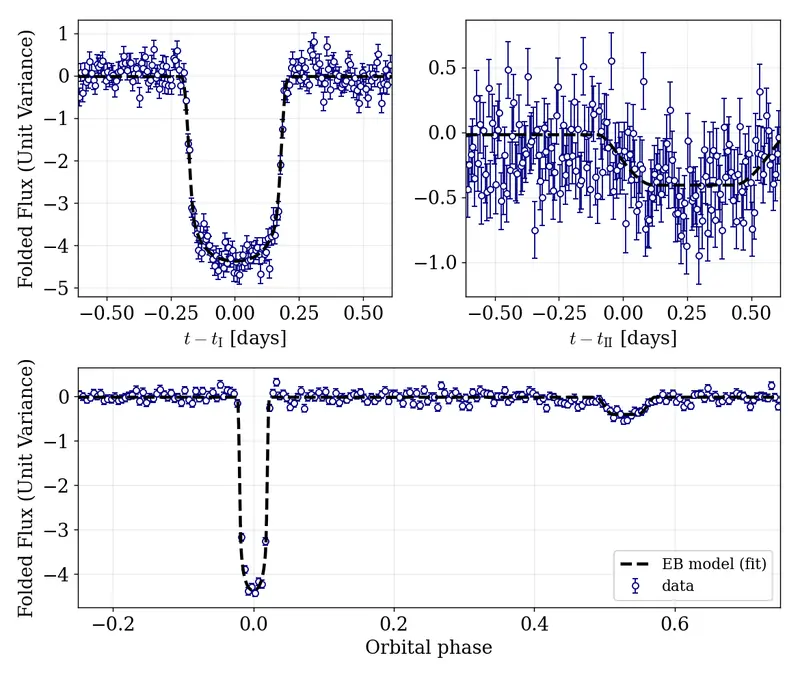 Folded Flux (Unit Variance)
1
0
−1
−2
−3
−4
−5
−0.50 −0.25 0.00 0.25 0.50
t − tI [days]
0.5
0.0
−0.5
−1.0
−0.50 −0.25 0.00 0.25 0.50
t − tII [days]
Folded Flux (Unit Variance)
0
−1
−2
−3
−4
−0.2 0.0 0.2 0.4 0.6
Orbital phase
EB model (fit)
data